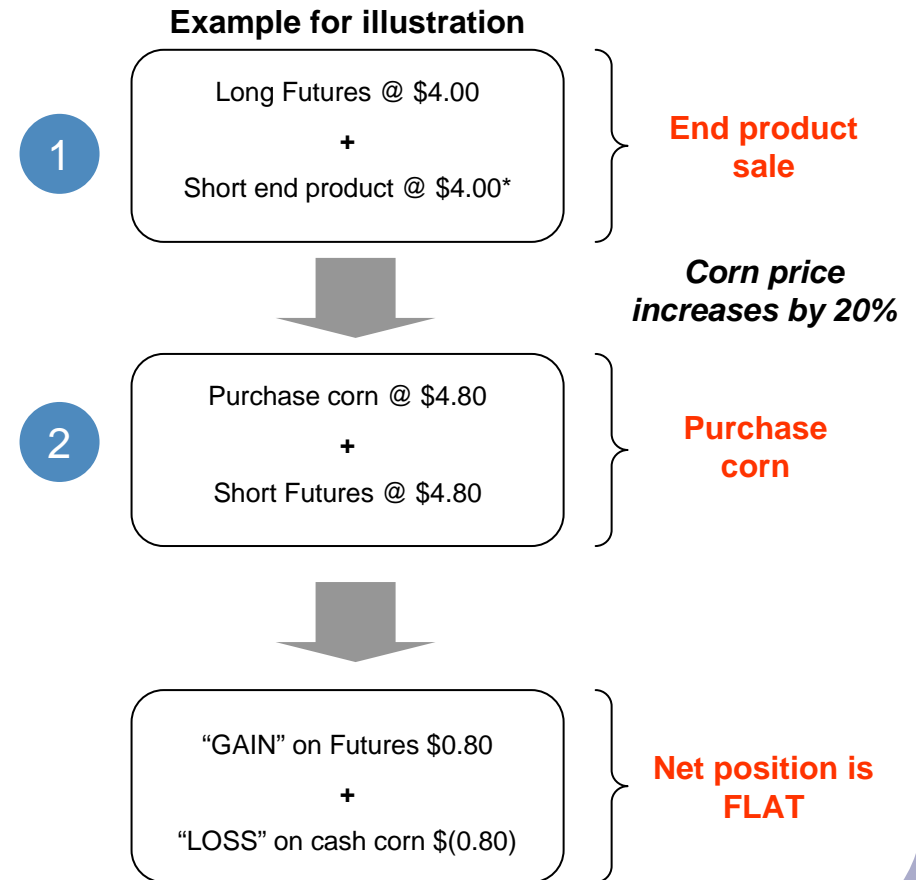 Example for illustration
1
Long Futures @ $4.00
+
Short end product @ $4.00*
End product
sale
Corn price
increases by 20%
2
Purchase corn @ $4.80
+
Short Futures @ $4.80
Purchase
corn
“GAIN” on Futures $0.80
+
“LOSS” on cash corn $(0.80)
Net position is
FLAT